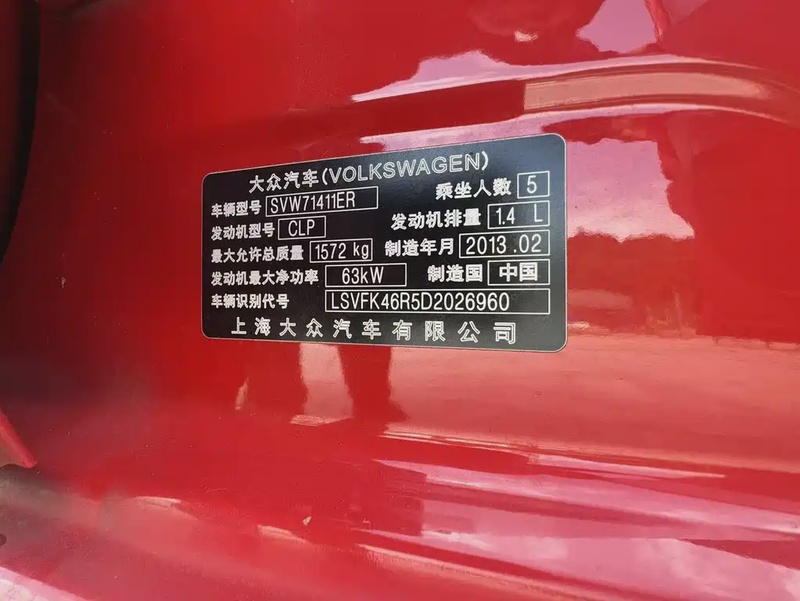 大众汽车(VOLKSWAGEN)
车辆型号 SVW71411ER 乘坐人数 5
发动机型号 CLP 发动机排量 1.4 L
最大允许总质量 1572 kg 制造年月 2013.02
发动机最大净功率 63kW 制造国 中国
车辆识别代号 LSVFK46R5D2026960
上海大众汽车有限公司